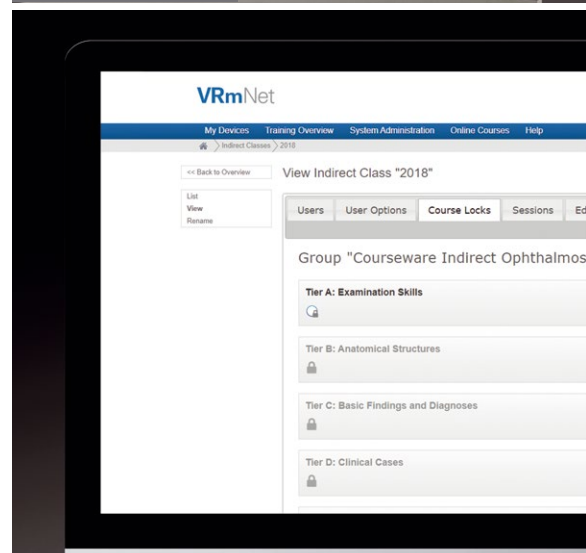 VRmNet
My Devices Training Overview System Administration Online Courses Help
Indirect Classes 2018
<< Back to Overview
View Indirect Class "2018"
List
View
Rename
Users User Options Course Locks Sessions Ed
Group "Courseware Indirect Ophthalmos
Tier A: Examination Skills
Tier B: Anatomical Structures
Tier C: Basic Findings and Diagnoses
Tier D: Clinical Cases